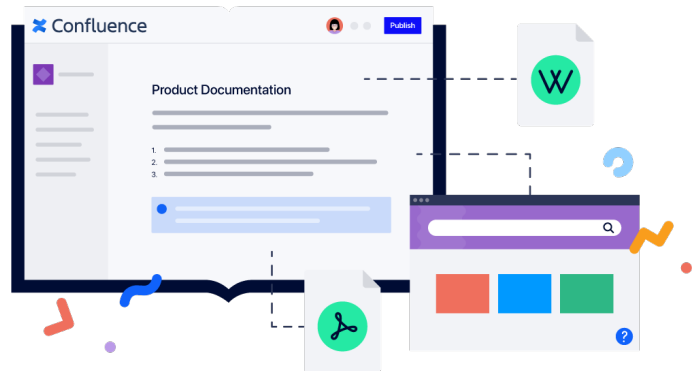 Confluence
Publish
Product Documentation
1.
2.
3.
W
?